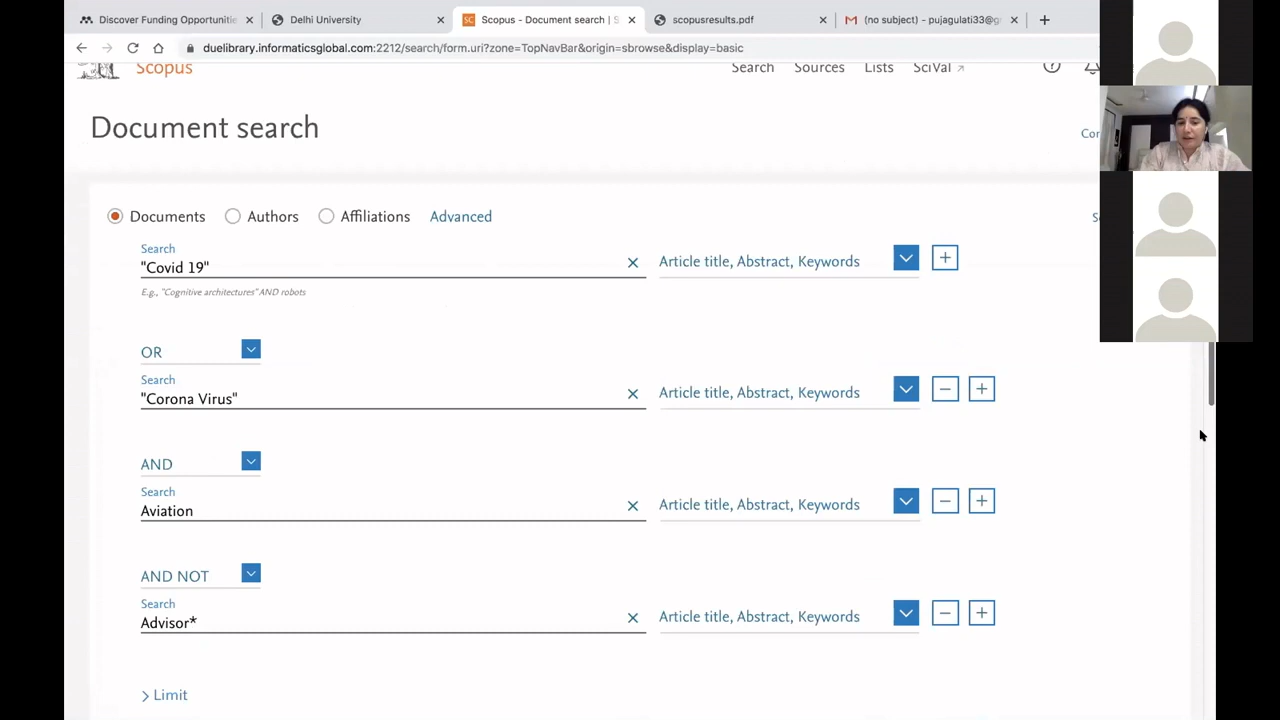 Discover Funding Opportunitie × Delhi University × SC Scopus - Document search | S × scopusresults.pdf × (no subject) - pujagulati33@g × +
duelibrary.informaticsglobal.com:2212/search/form.uri?zone=TopNavBar&origin=sbrowse&display=basic
Scopus Search Sources Lists SciVal ↗
Document search
Documents Authors Affiliations Advanced
Search
"Covid 19" Article title, Abstract, Keywords
E.g., "Cognitive architectures" AND robots
OR
Search
"Corona Virus" Article title, Abstract, Keywords
AND
Search
Aviation Article title, Abstract, Keywords
AND NOT
Search
Advisor* Article title, Abstract, Keywords
> Limit